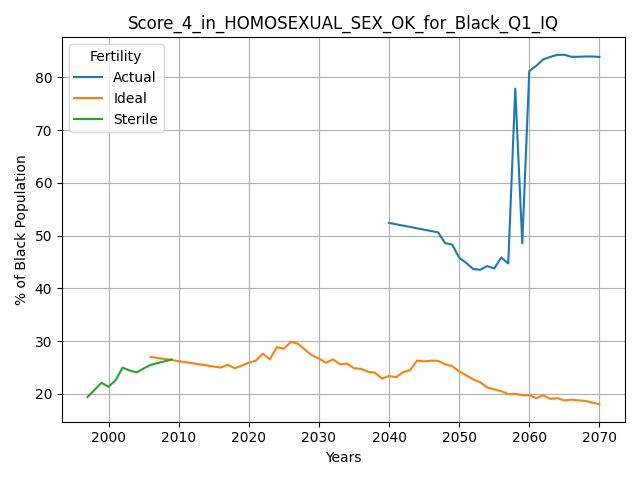 Score_4_in_HOMOSEXUAL_SEX_OK_for_Black_Q1_IQ
Fertility
Actual
Ideal
Sterile
% of Black Population
80
70
60
50
40
30
20
2000 2010 2020 2030 2040 2050 2060 2070
Years